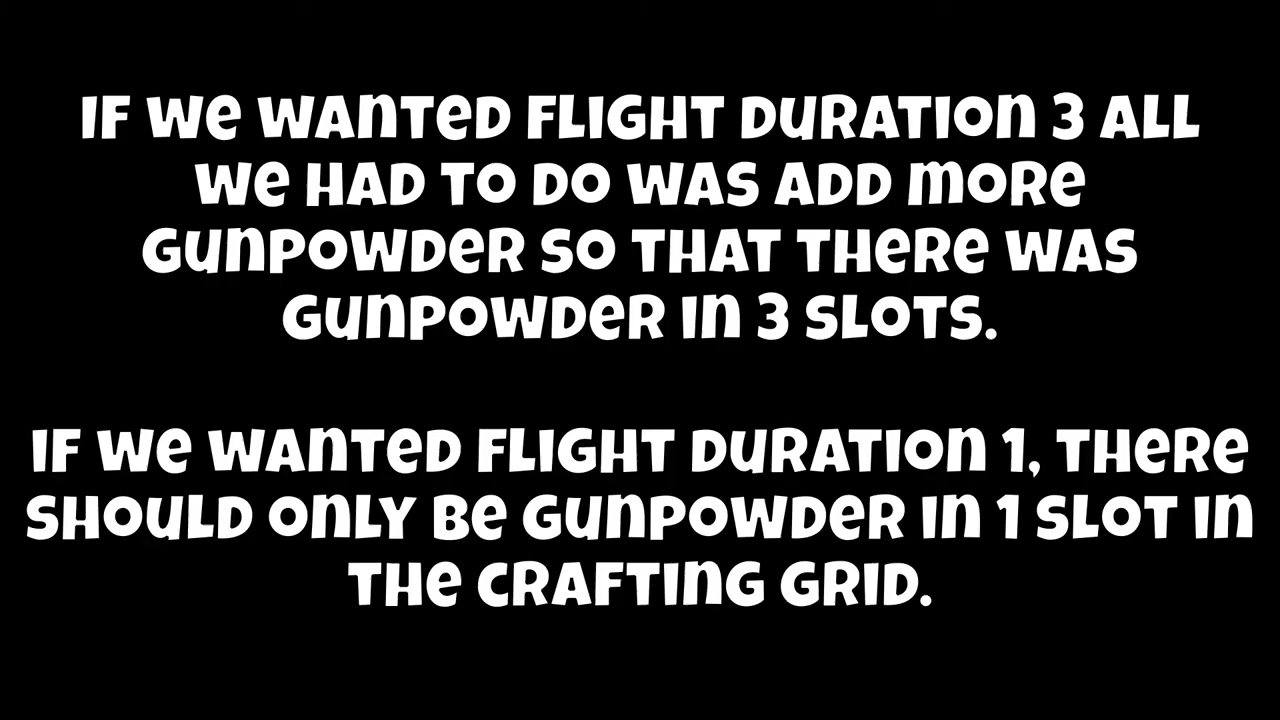 IF WE WANTED FLIGHT DURATION 3 ALL
WE HAD TO DO WAS ADD MORE
GUNPOWDER SO THAT THERE WAS
GUNPOWDER IN 3 SLOTS.
IF WE WANTED FLIGHT DURATION 1, THERE
SHOULD ONLY BE GUNPOWDER IN 1 SLOT IN
THE CRAFTING GRID.